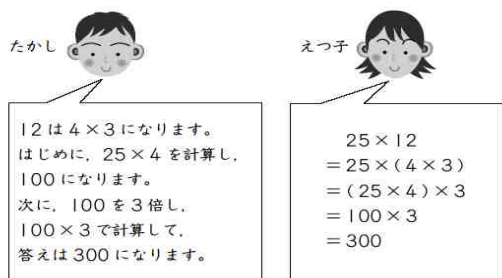 たかし
12は4×3になります。
はじめに，25×4を計算し，
100になります。
次に，100を3倍し，
100×3で計算して，
答えは300になります。
えつ子
25×12
=25×(4×3)
=(25×4)×3
=100×3
=300